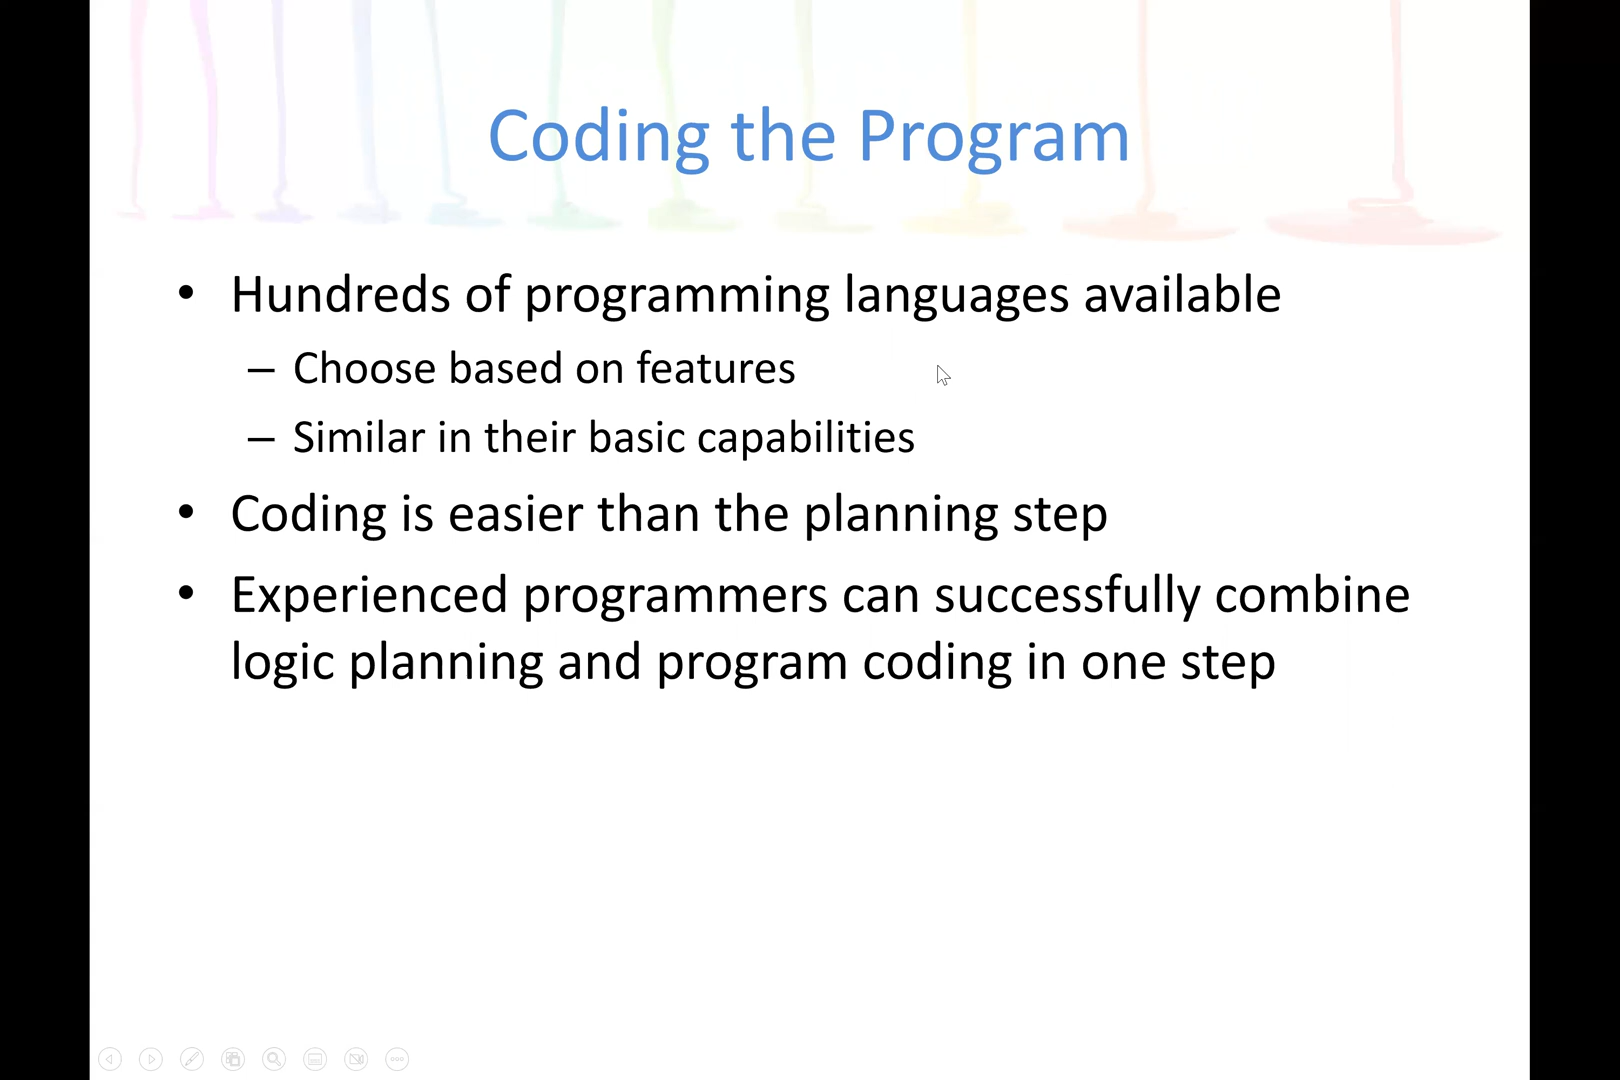 Coding the Program
• Hundreds of programming languages available
– Choose based on features
– Similar in their basic capabilities
• Coding is easier than the planning step
• Experienced programmers can successfully combine
logic planning and program coding in one step